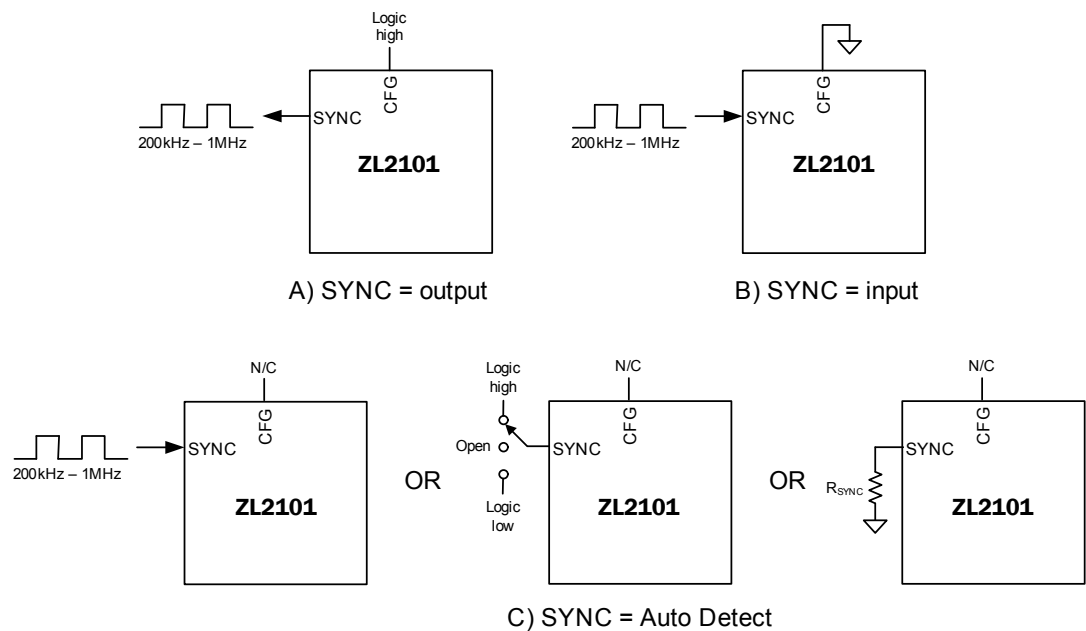 Logic
high
CFG
SYNC
200kHz – 1MHz
ZL2101
A) SYNC = output
CFG
SYNC
200kHz – 1MHz
ZL2101
B) SYNC = input
N/C
CFG
SYNC
200kHz – 1MHz
ZL2101
OR
Logic
high
Open
Logic
low
N/C
CFG
SYNC
ZL2101
OR
N/C
CFG
SYNC
RSYNC
ZL2101
C) SYNC = Auto Detect